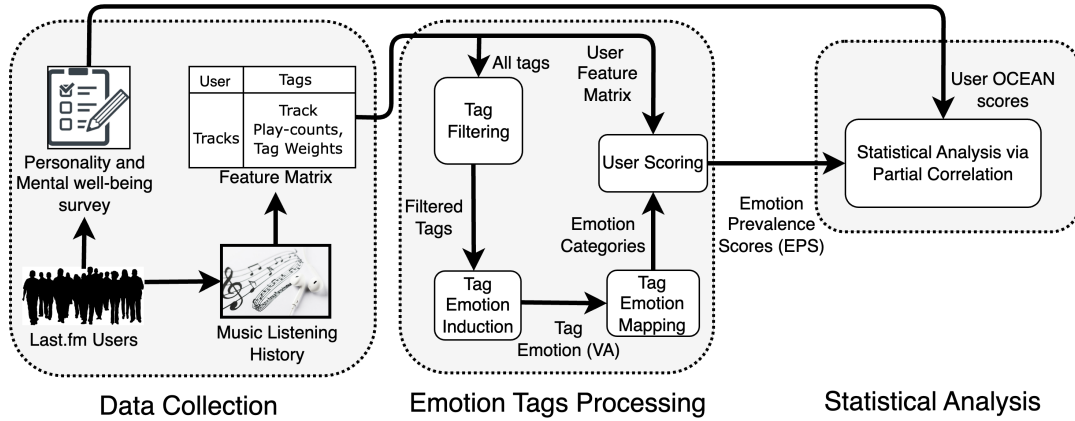 Personality and
Mental well-being
survey
Last.fm Users
User
Tags
Tracks
Track
Play-counts,
Tag Weights
Feature Matrix
Music Listening
History
Data Collection
All tags
Tag
Filtering
Filtered
Tags
Tag
Emotion
Induction
Tag
Emotion (VA)
Tag
Emotion
Mapping
Emotion
Categories
User
Feature
Matrix
User Scoring
Emotion Tags Processing
Emotion
Prevalence
Scores (EPS)
User OCEAN
scores
Statistical Analysis via
Partial Correlation
Statistical Analysis